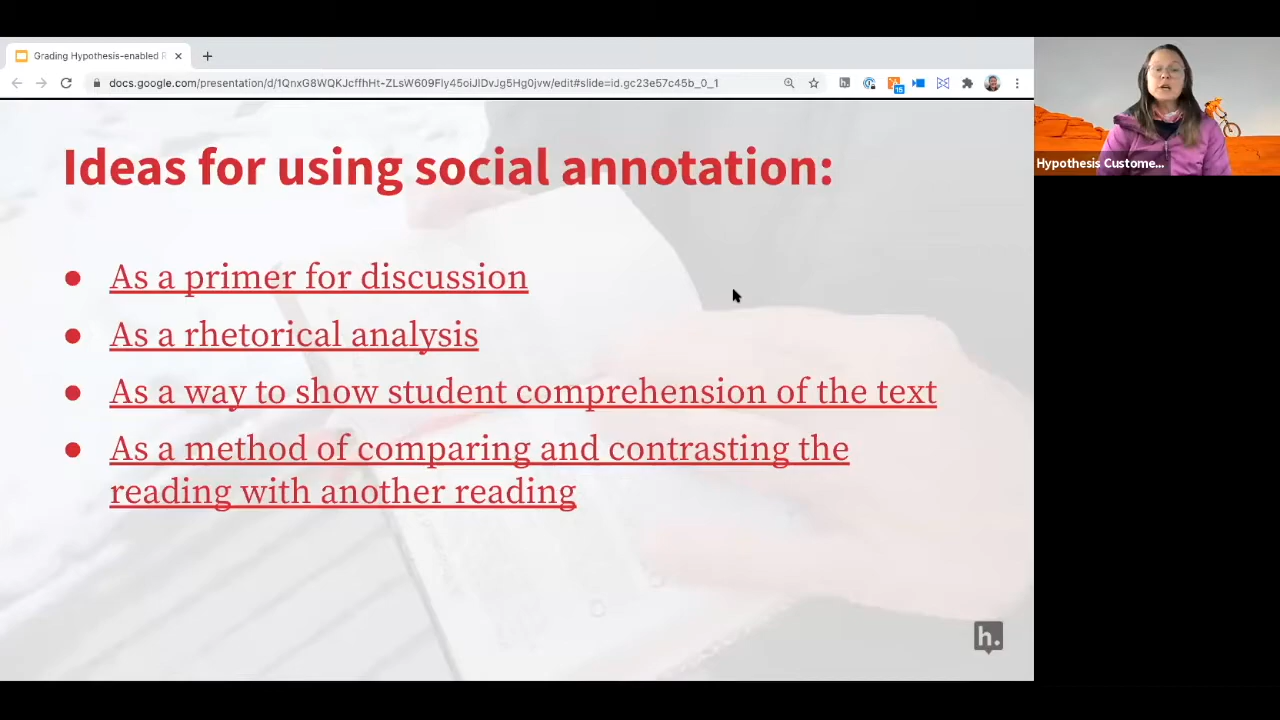 Grading Hypothesis-enabled R
docs.google.com/presentation/d/1QnxG8WQKJcffhHt-ZLsW609Fly45qiJlDvJg5Hg0jvw/edit#slide=id.gc23e57c45b_0_1
15
Hypothesis Custome...
Ideas for using social annotation:
● As a primer for discussion
● As a rhetorical analysis
● As a way to show student comprehension of the text
● As a method of comparing and contrasting the
reading with another reading
h.